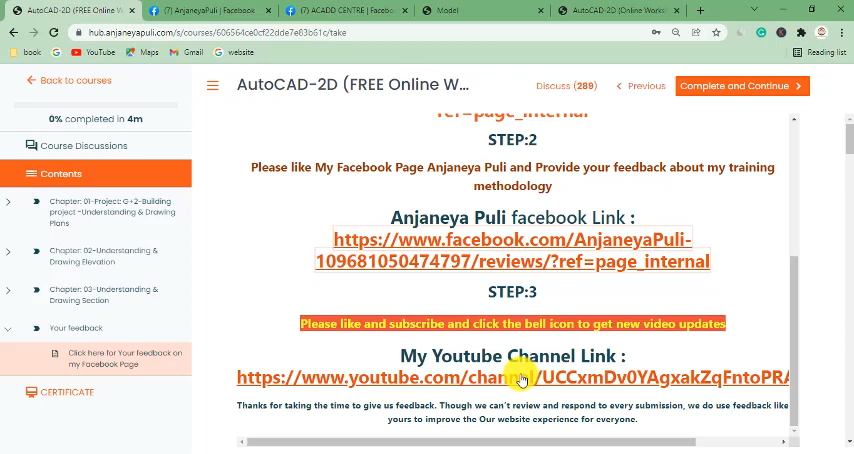 AutoCAD-2D (FREE Online W
(7) AnjaneyaPuli | Facebook
(7) ACADD CENTRE | Faceboo
Model
AutoCAD-2D (Online Worksh
hub.anjaneyapuli.com/s/courses/606564ce0cf22dde7e83b61c/take
book
YouTube
Maps
Gmail
website
Reading list
Back to courses
0% completed in 4m
Course Discussions
Contents
Chapter: 01-Project: G+2-Building
project -Understanding & Drawing
Plans
Chapter: 02-Understanding &
Drawing Elevation
Chapter: 03-Understanding &
Drawing Section
Your feedback
Click here for Your feedback on
my Facebook Page
CERTIFICATE
AutoCAD-2D (FREE Online W...
Discuss (289)
Previous
Complete and Continue
ref=page_internal
STEP:2
Please like My Facebook Page Anjaneya Puli and Provide your feedback about my training
methodology
Anjaneya Puli facebook Link :
https://www.facebook.com/AnjaneyaPuli-
109681050474797/reviews/?ref=page_internal
STEP:3
Please like and subscribe and click the bell icon to get new video updates
My Youtube Channel Link :
https://www.youtube.com/channel/UCCxmDv0YAgxakZqFntoPRA
Thanks for taking the time to give us feedback. Though we can't review and respond to every submission, we do use feedback like
yours to improve the Our website experience for everyone.